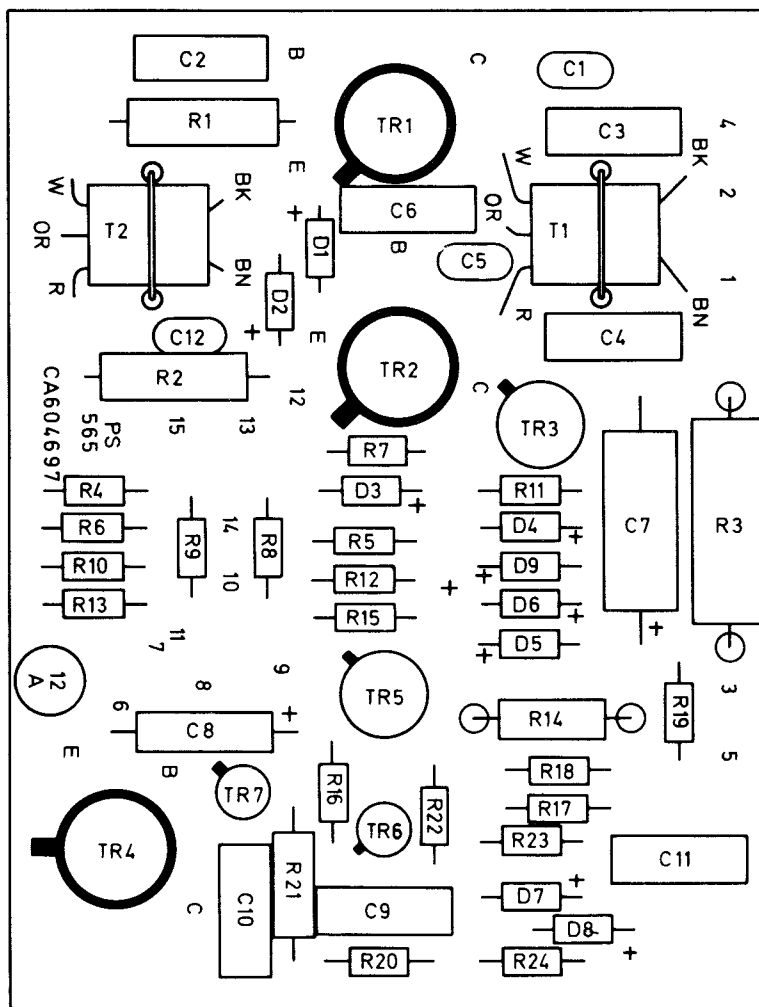 C2
B
C
C1
R1
TR1
C3
4
E
W
BK
W
BK
2
OR
T2
+
C6
OR
T1
D1
B
R
BN
D2
C5
R
BN
1
C12
+
E
C4
R2
TR2
C
CA604697
PS
565
15
13
12
TR3
R7
R4
D3
+
R11
C7
R3
R6
R9
14
R8
R5
D4
+
R10
10
R12
+
D9
+
R13
R15
D6
+
11
7
D5
+
+
12
A
8
9
TR5
R19
3
6
C8
+
R14
E
B
5
TR7
R16
R22
R18
R17
TR6
R23
TR4
R21
C11
C
C10
C9
D7
+
D8
+
R20
R24